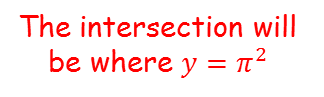 The intersection will
be where y = π²